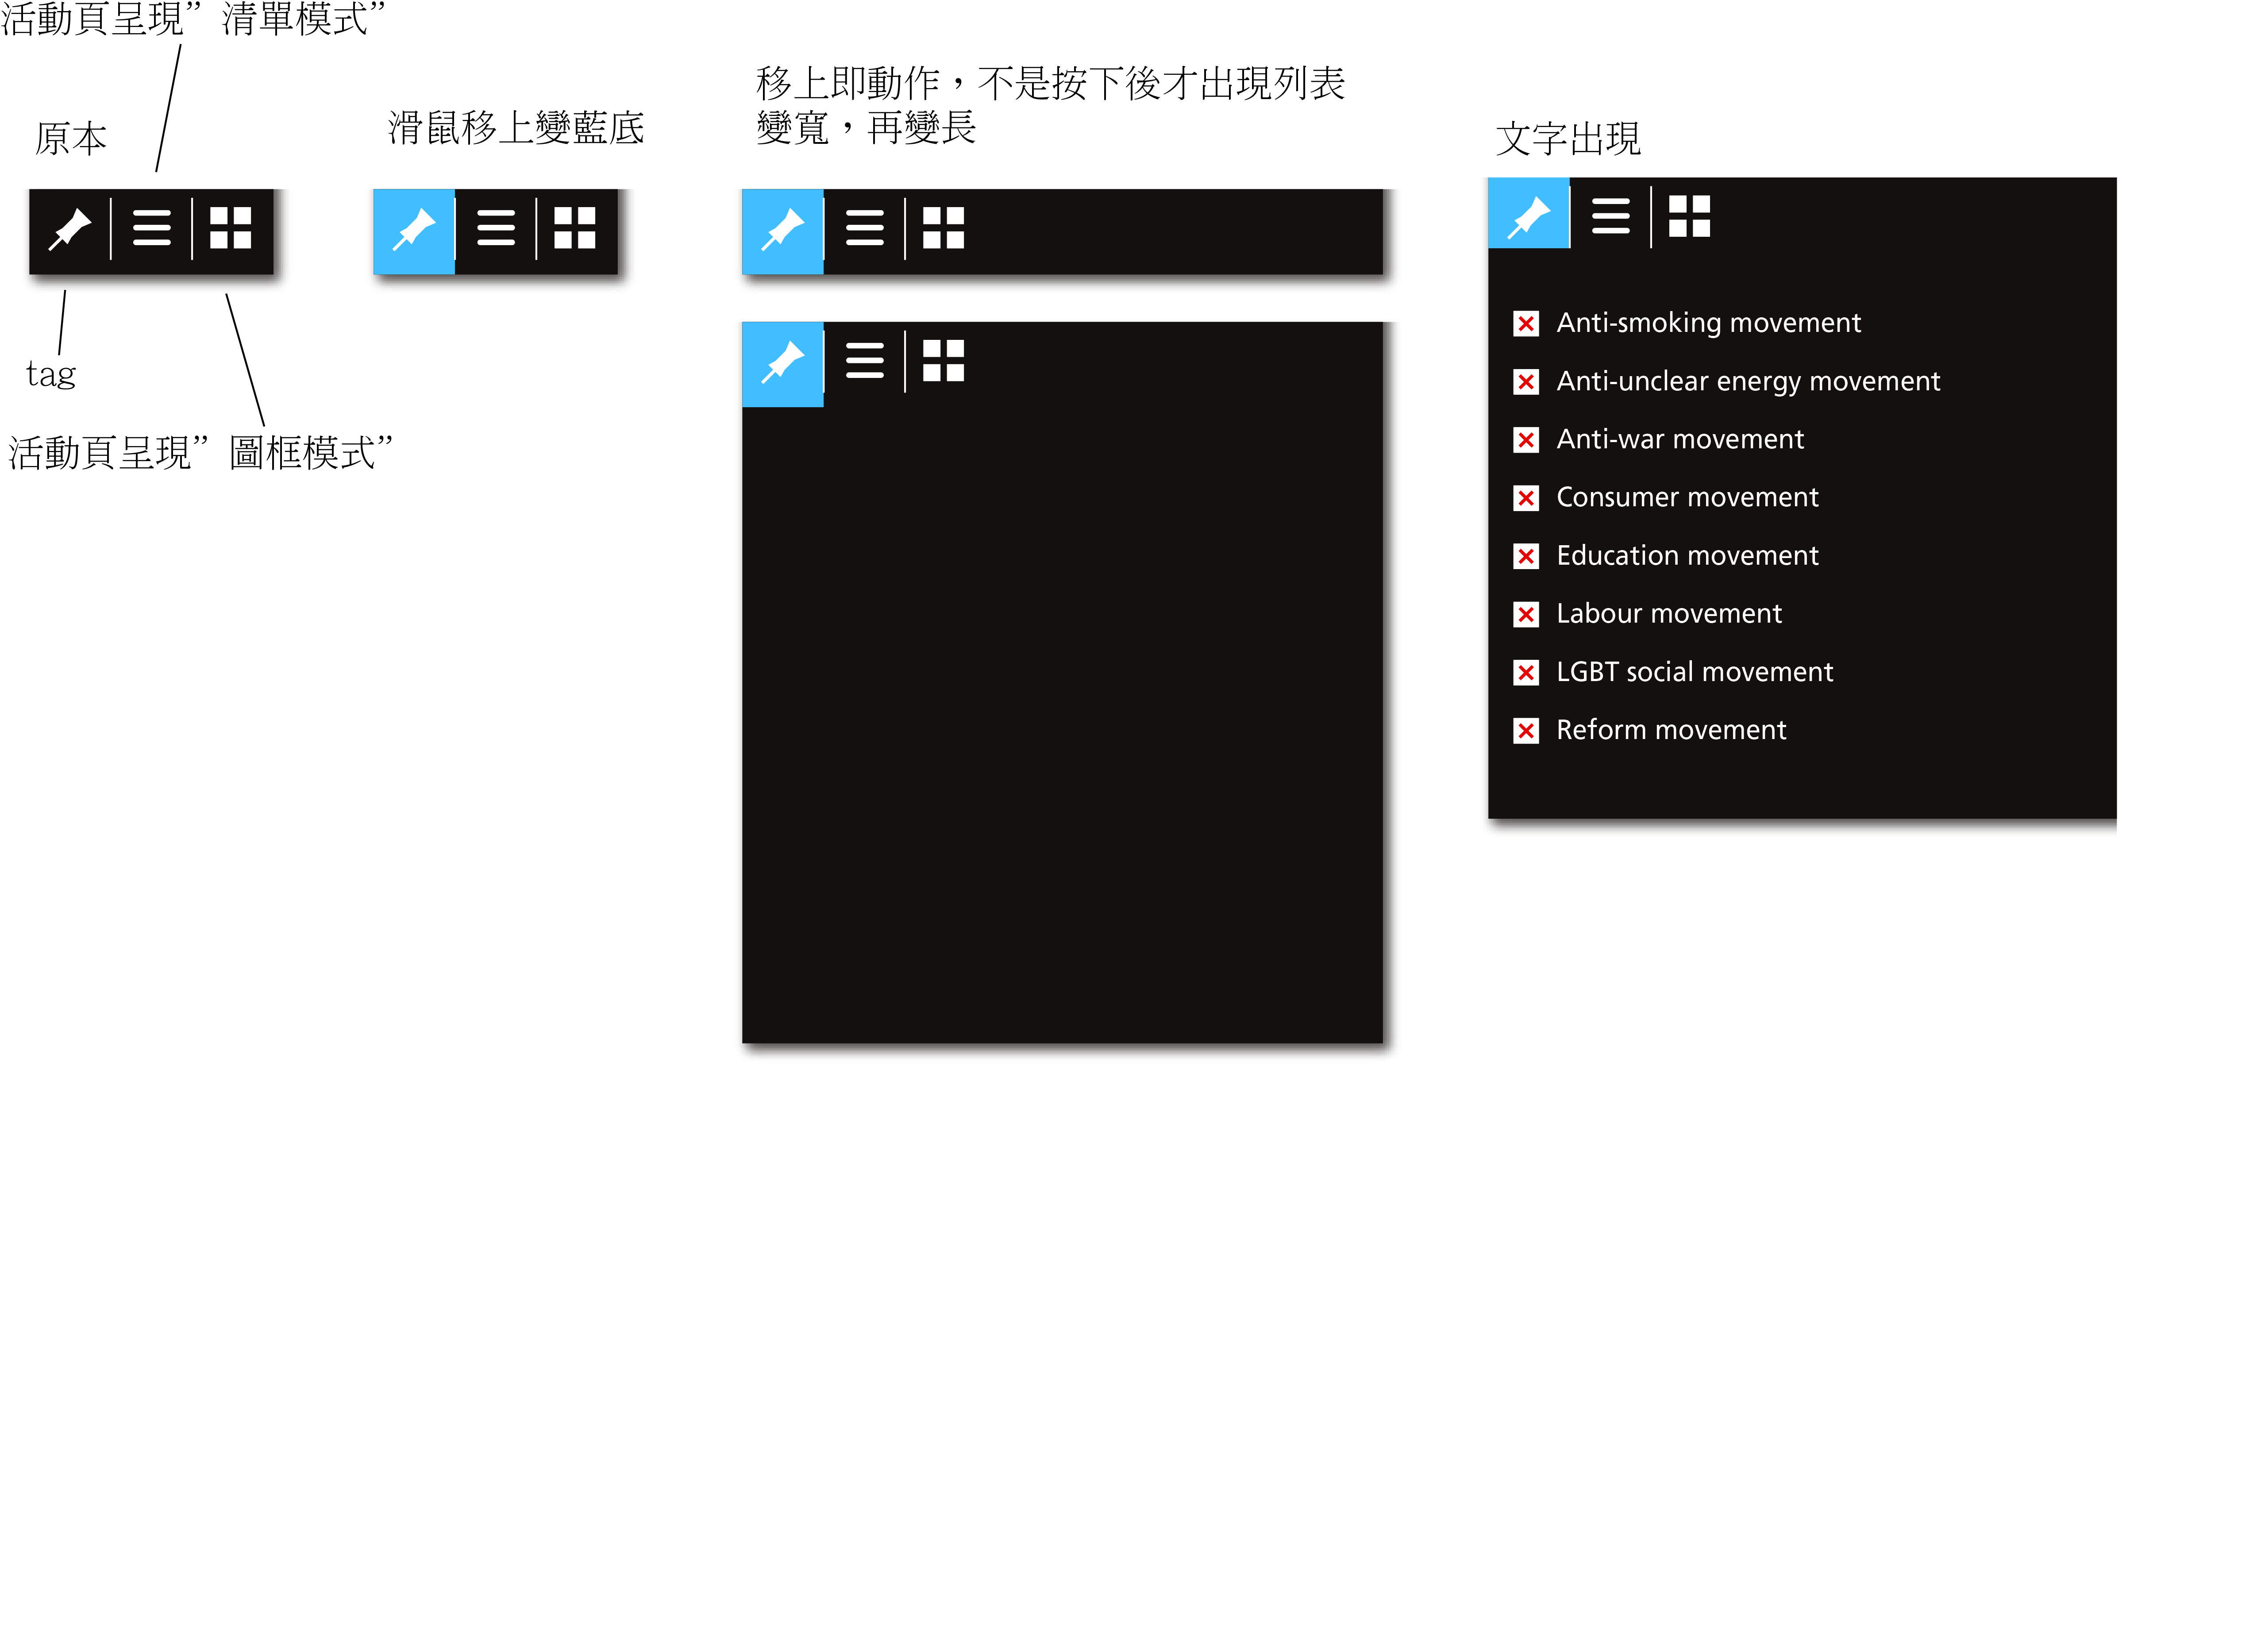 活動頁呈現”清單模式”
原本
tag
活動頁呈現”圖框模式”
滑鼠移上變藍底
移上即動作，不是按下後才出現列表
變寬，再變長
文字出現
Anti-smoking movement
Anti-unclear energy movement
Anti-war movement
Consumer movement
Education movement
Labour movement
LGBT social movement
Reform movement